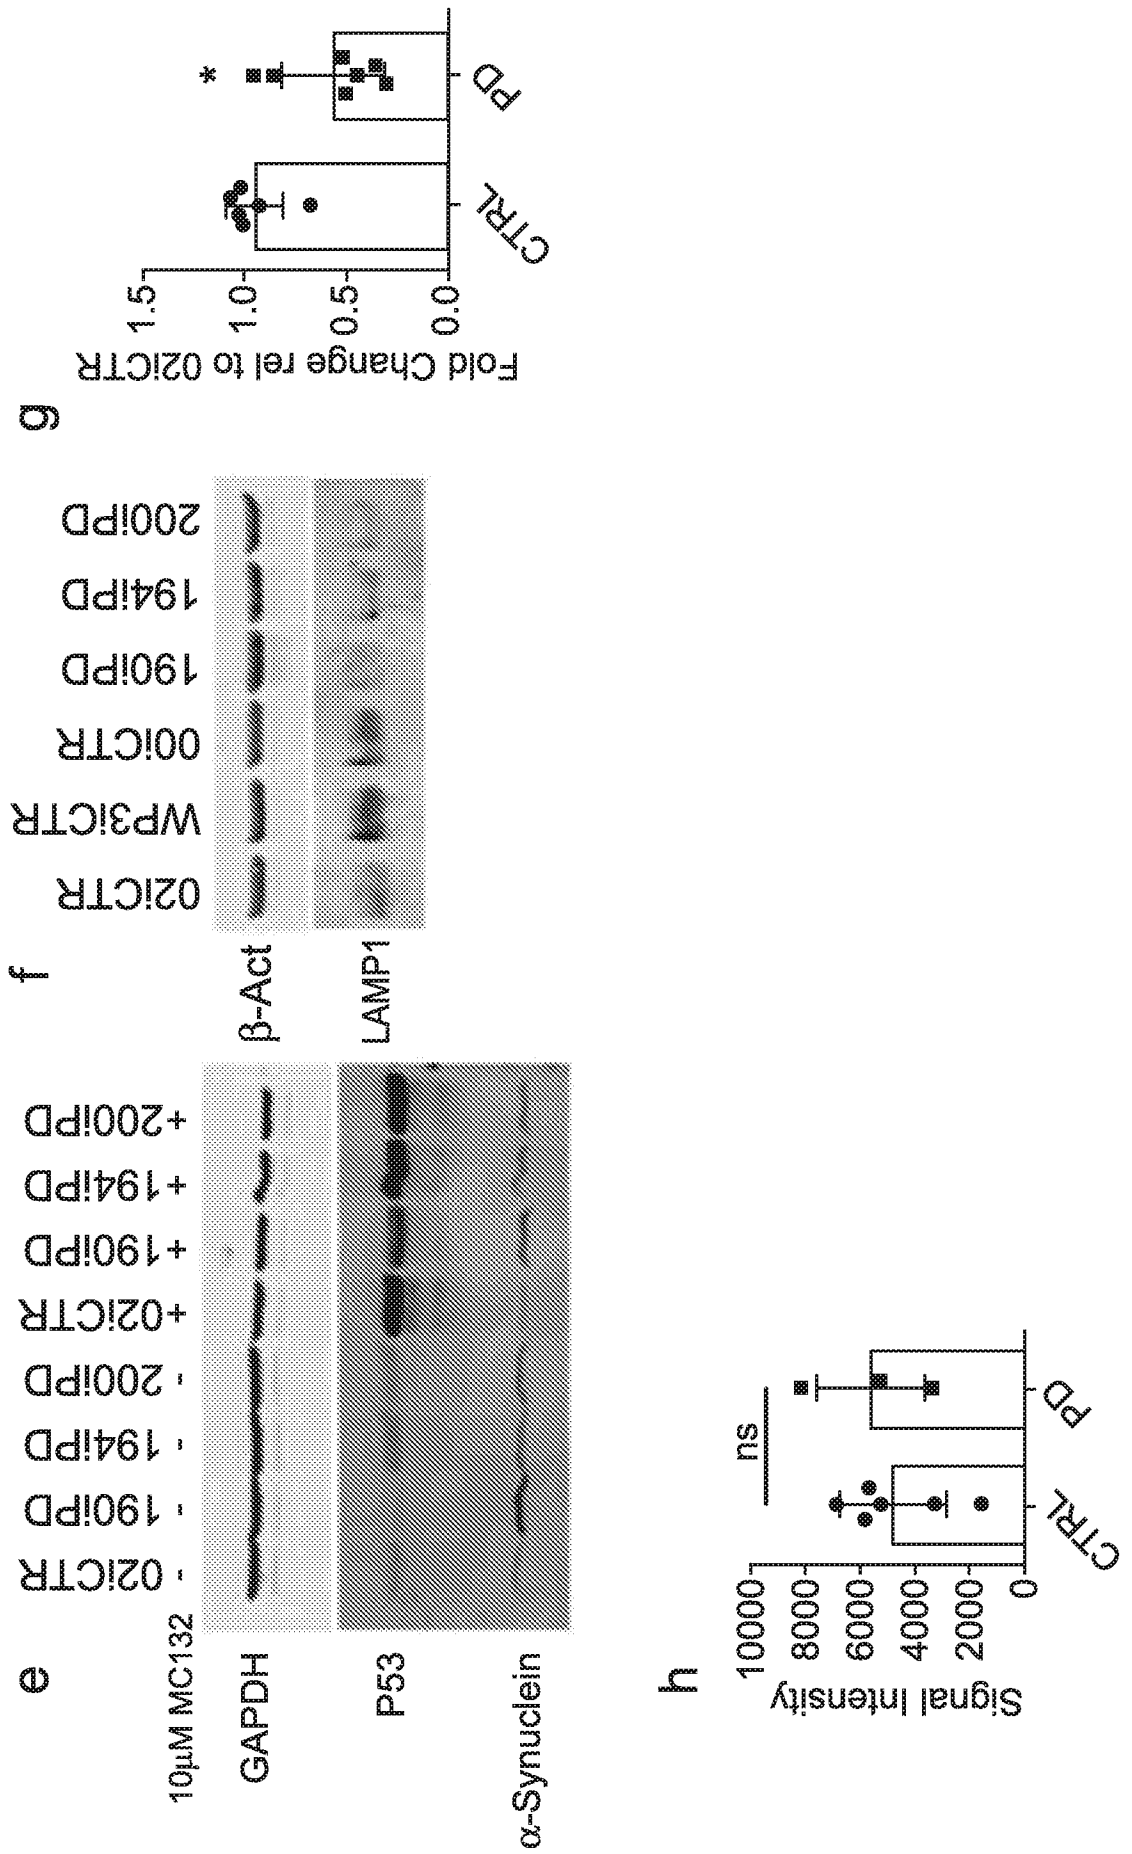 e
10µM MC132
- 02iCTR
- 190iPD
- 194iPD
- 200iPD
+02iCTR
+190iPD
+194iPD
+200iPD
GAPDH
P53
α-Synuclein
f
02iCTR
WP3iCTR
00iCTR
190iPD
194iPD
200iPD
β-Act
LAMP1
g
Fold Change rel to 02iCTR
1.5
1.0
0.5
0.0
*
CTRL
PD
h
Signal Intensity
10000
8000
6000
4000
2000
0
ns
CTRL
PD